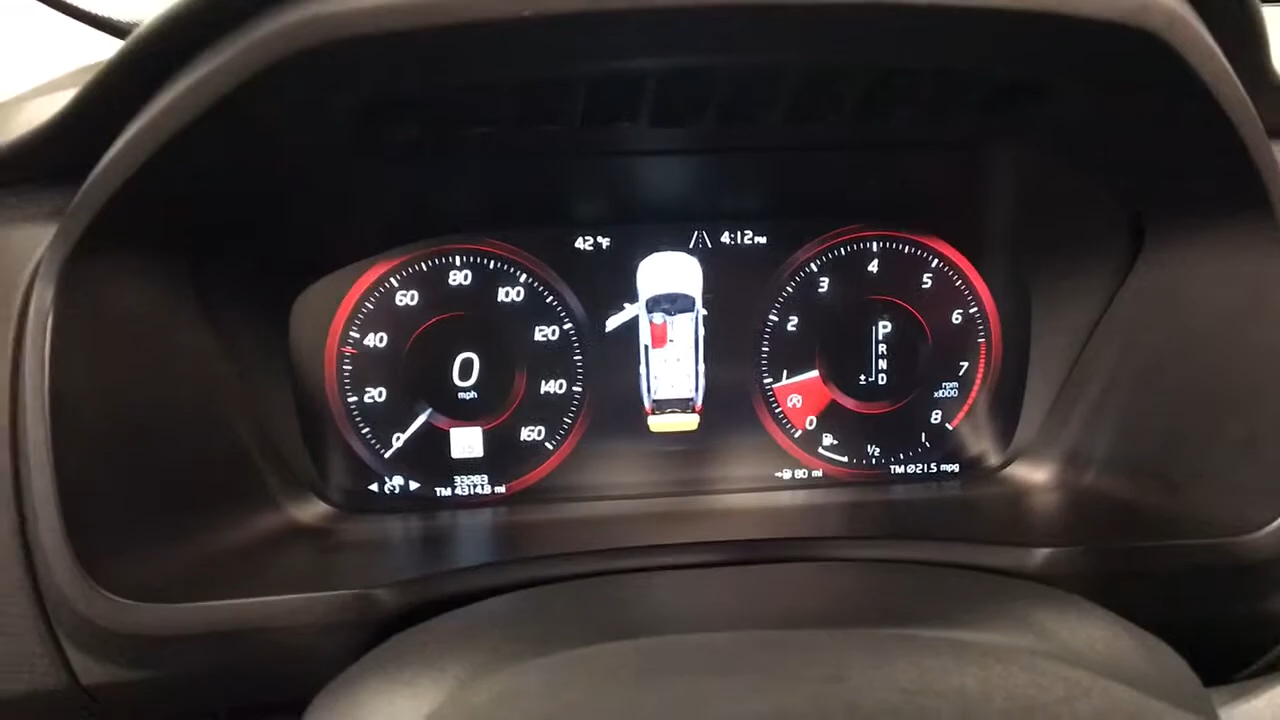 42 °F
4:12 PM
0
20
40
60
80
100
120
140
160
0
mph
33283
TM 4314.8 mi
0
1
2
3
4
5
6
7
8
rpm
x1000
P
R
N
D
±
1/2
1
80 mi
TM Ø21.5 mpg